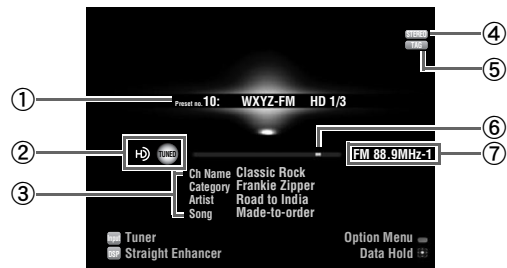 ④
STEREO
TAG
⑤
① Preset no. 10: WXYZ-FM HD 1/3
⑥
② HD TUNED FM 88.9MHz-1 ⑦
③
Ch Name Classic Rock
Category Frankie Zipper
Artist Road to India
Song Made-to-order
Input Tuner Option Menu
DSP Straight Enhancer Data Hold